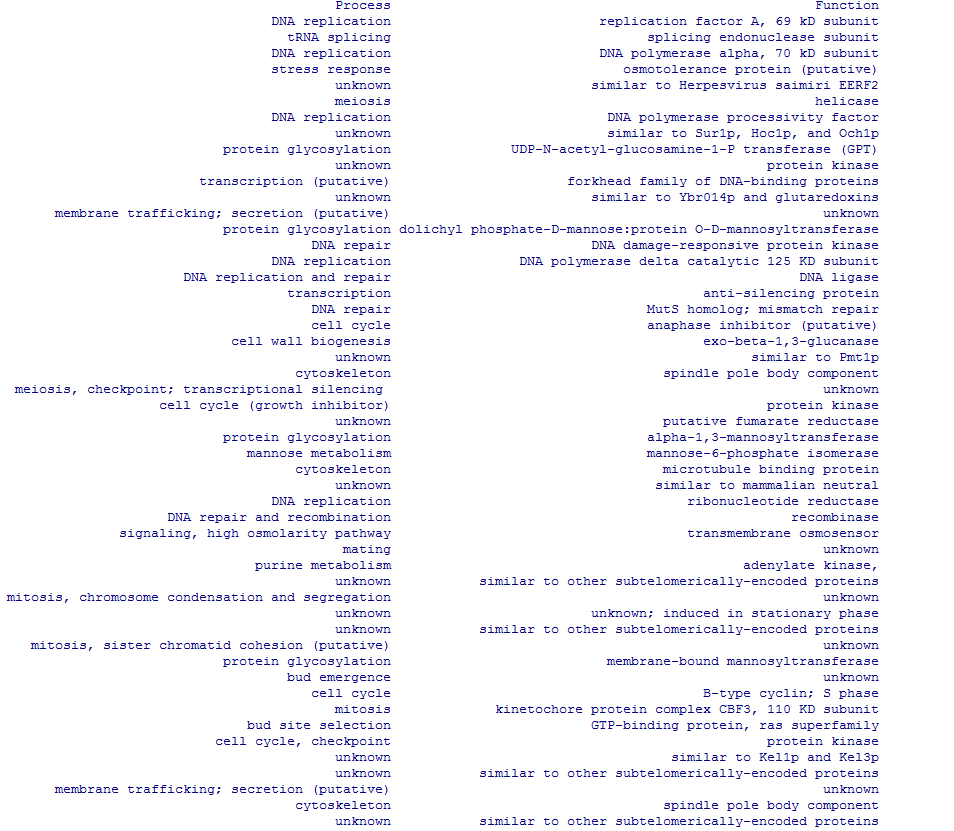 Process Function
DNA replication replication factor A, 69 kD subunit
tRNA splicing splicing endonuclease subunit
DNA replication DNA polymerase alpha, 70 kD subunit
stress response osmotolerance protein (putative)
unknown similar to Herpesvirus saimiri EERF2
meiosis helicase
DNA replication DNA polymerase processivity factor
unknown similar to Sur1p, Hoc1p, and Och1p
protein glycosylation UDP-N-acetyl-glucosamine-1-P transferase (GPT)
unknown protein kinase
transcription (putative) forkhead family of DNA-binding proteins
unknown similar to Ybr014p and glutaredoxins
membrane trafficking; secretion (putative) unknown
protein glycosylation dolichyl phosphate-D-mannose:protein O-D-mannosyltransferase
DNA repair DNA damage-responsive protein kinase
DNA replication DNA polymerase delta catalytic 125 KD subunit
DNA replication and repair DNA ligase
transcription anti-silencing protein
DNA repair MutS homolog; mismatch repair
cell cycle anaphase inhibitor (putative)
cell wall biogenesis exo-beta-1,3-glucanase
unknown similar to Pmt1p
cytoskeleton spindle pole body component
meiosis, checkpoint; transcriptional silencing unknown
cell cycle (growth inhibitor) protein kinase
unknown putative fumarate reductase
protein glycosylation alpha-1,3-mannosyltransferase
mannose metabolism mannose-6-phosphate isomerase
cytoskeleton microtubule binding protein
unknown similar to mammalian neutral
DNA replication ribonucleotide reductase
DNA repair and recombination recombinase
signaling, high osmolarity pathway transmembrane osmosensor
mating unknown
purine metabolism adenylate kinase,
unknown similar to other subtelomerically-encoded proteins
mitosis, chromosome condensation and segregation unknown
unknown unknown; induced in stationary phase
unknown similar to other subtelomerically-encoded proteins
mitosis, sister chromatid cohesion (putative) unknown
protein glycosylation membrane-bound mannosyltransferase
bud emergence unknown
cell cycle B-type cyclin; S phase
mitosis kinetochore protein complex CBF3, 110 KD subunit
bud site selection GTP-binding protein, ras superfamily
cell cycle, checkpoint protein kinase
unknown similar to Kel1p and Kel3p
unknown similar to other subtelomerically-encoded proteins
membrane trafficking; secretion (putative) unknown
cytoskeleton spindle pole body component
unknown similar to other subtelomerically-encoded proteins